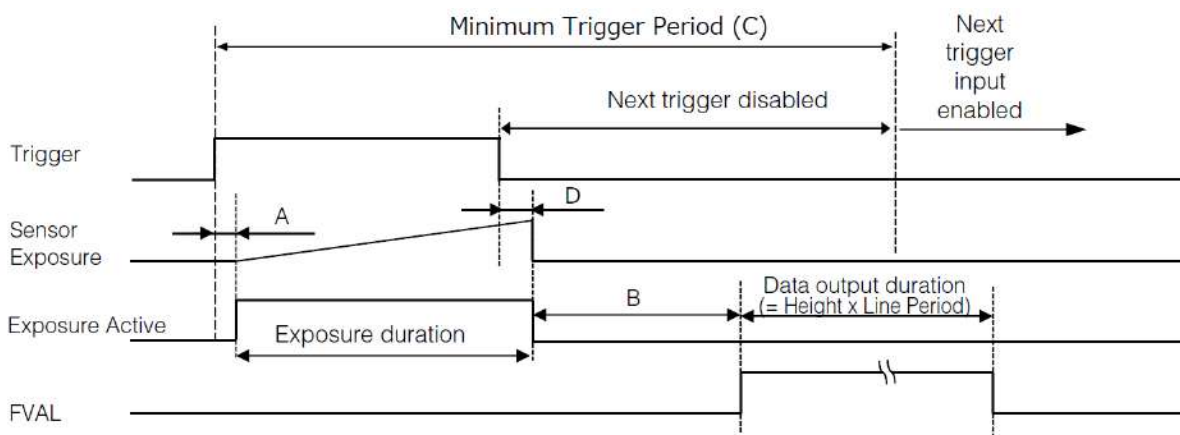 Minimum Trigger Period (C)
Next
trigger
input
enabled
Next trigger disabled
Trigger
A
D
Sensor
Exposure
B
Data output duration
(= Height x Line Period)
Exposure Active
Exposure duration
FVAL